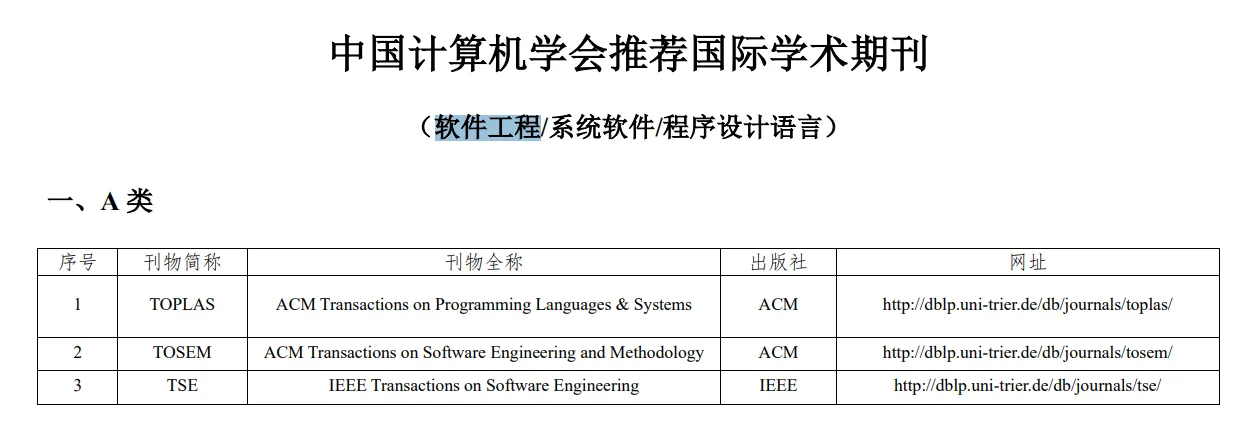 中国计算机学会推荐国际学术期刊
（软件工程/系统软件/程序设计语言）
一、A 类
序号 刊物简称 刊物全称 出版社 网址
1 TOPLAS ACM Transactions on Programming Languages & Systems ACM http://dblp.uni-trier.de/db/journals/toplas/
2 TOSEM ACM Transactions on Software Engineering and Methodology ACM http://dblp.uni-trier.de/db/journals/tosem/
3 TSE IEEE Transactions on Software Engineering IEEE http://dblp.uni-trier.de/db/journals/tse/